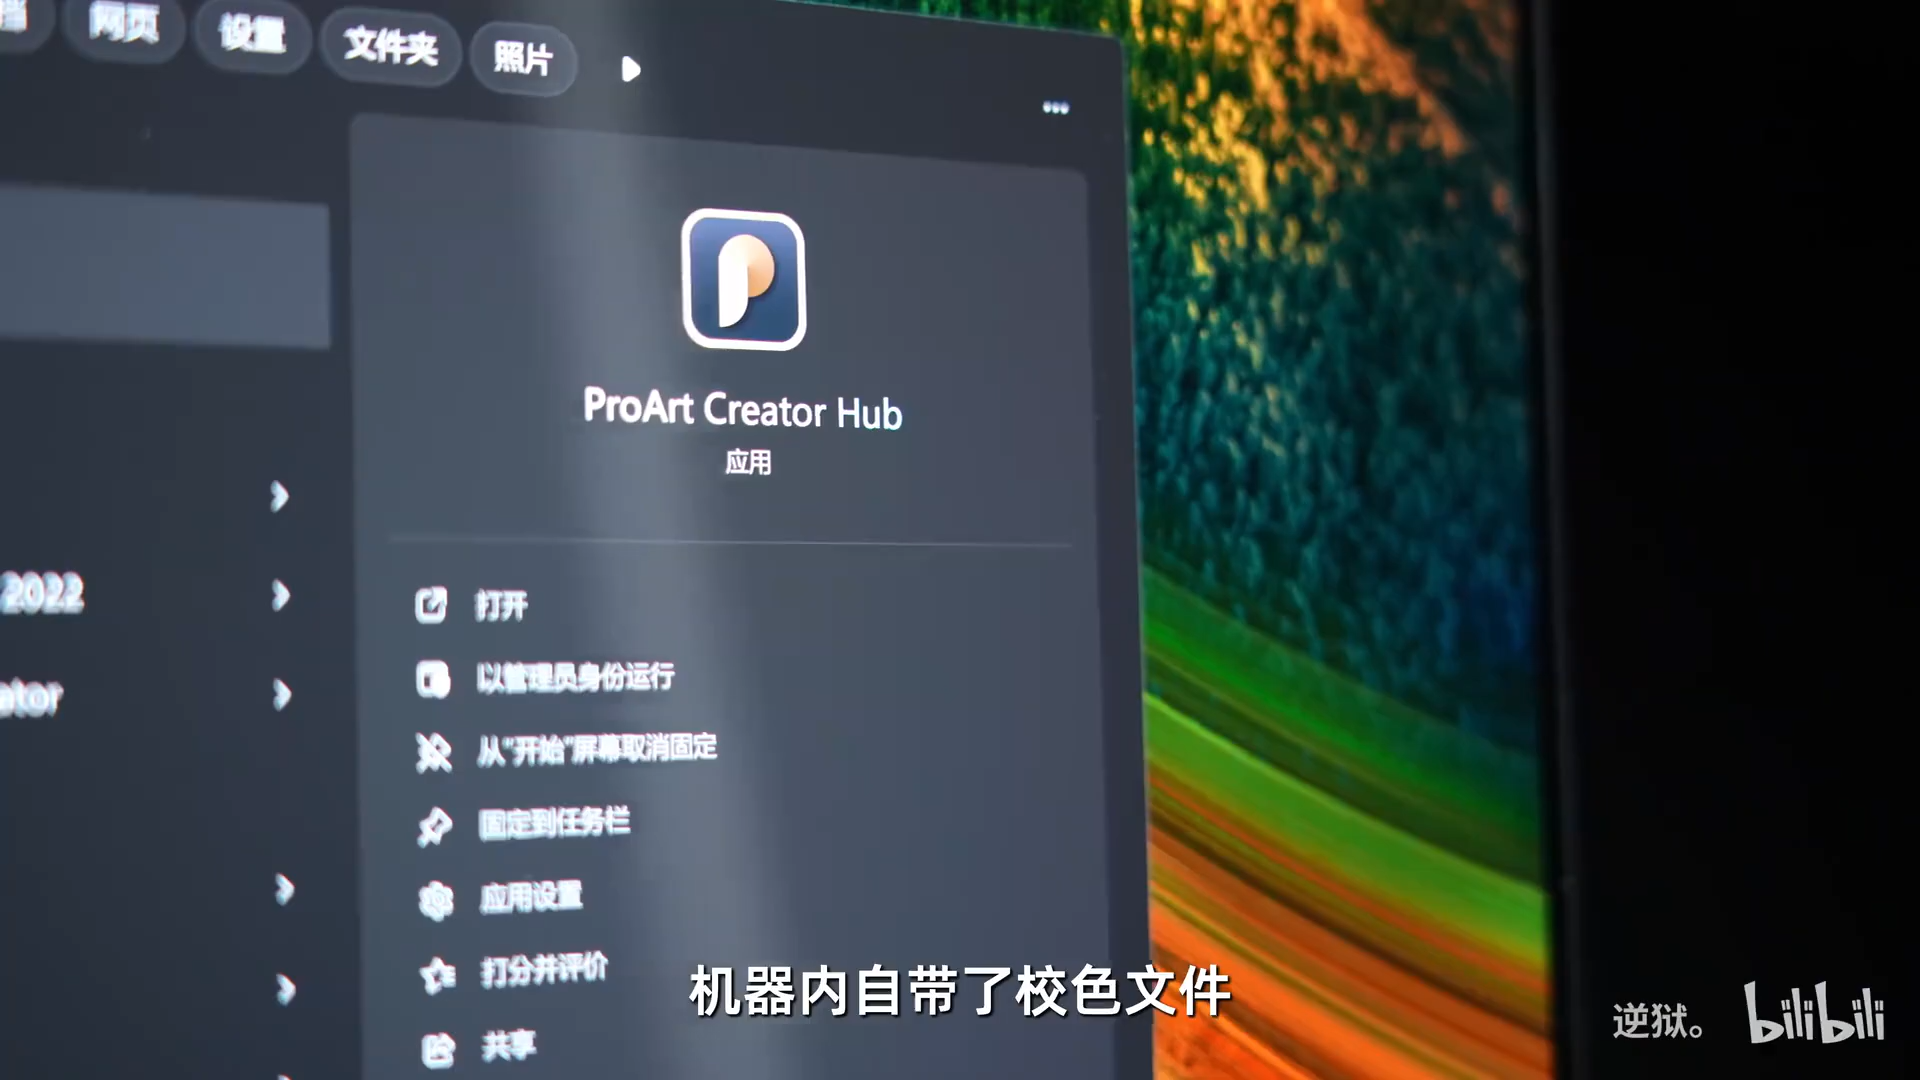 网页
设置
文件夹
照片
ProArt Creator Hub
应用
2022
ator
打开
以管理员身份运行
从"开始"屏幕取消固定
固定到任务栏
应用设置
打分并评价
共享
机器内自带了校色文件
逆狱。
bilibili